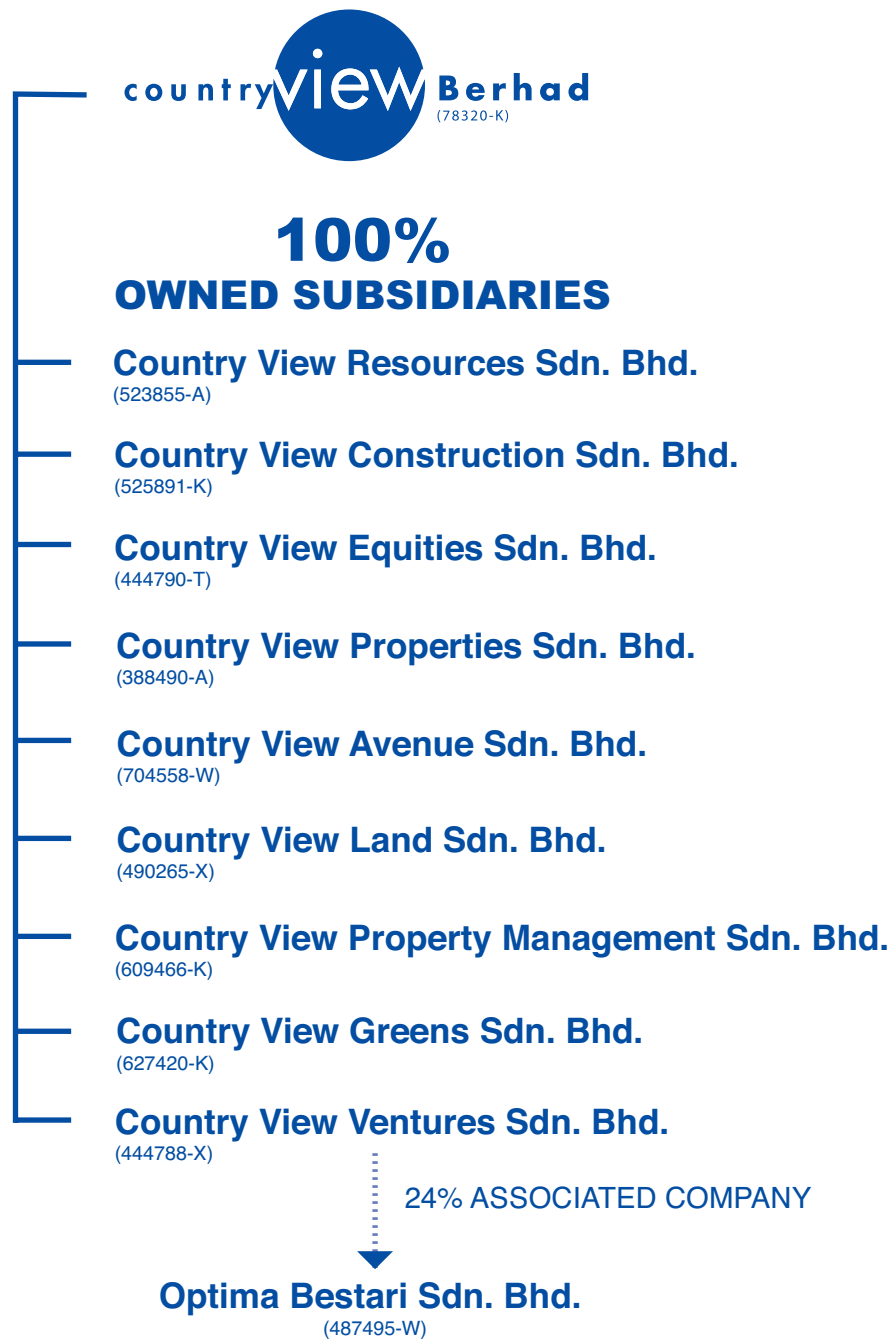 countryview Berhad
(78320-K)
100%
OWNED SUBSIDIARIES
Country View Resources Sdn. Bhd.
(523855-A)
Country View Construction Sdn. Bhd.
(525891-K)
Country View Equities Sdn. Bhd.
(444790-T)
Country View Properties Sdn. Bhd.
(388490-A)
Country View Avenue Sdn. Bhd.
(704558-W)
Country View Land Sdn. Bhd.
(490265-X)
Country View Property Management Sdn. Bhd.
(609466-K)
Country View Greens Sdn. Bhd.
(627420-K)
Country View Ventures Sdn. Bhd.
(444788-X)
24% ASSOCIATED COMPANY
Optima Bestari Sdn. Bhd.
(487495-W)